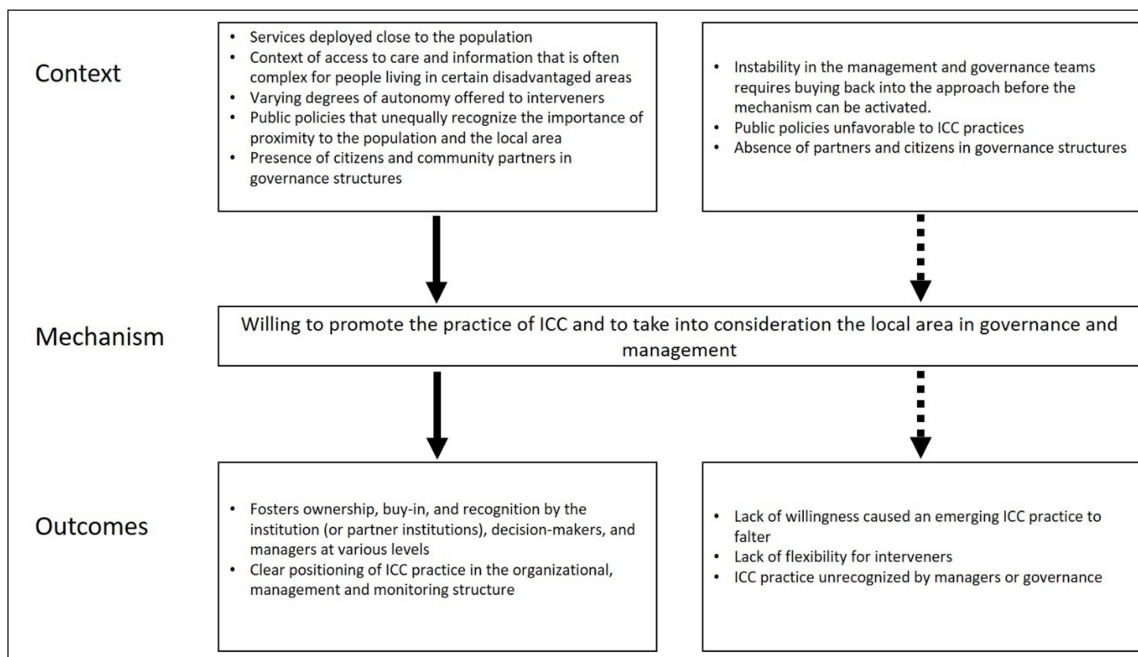 Context
• Services deployed close to the population
• Context of access to care and information that is often
complex for people living in certain disadvantaged areas
• Varying degrees of autonomy offered to interveners
• Public policies that unequally recognize the importance of
proximity to the population and the local area
• Presence of citizens and community partners in
governance structures
• Instability in the management and governance teams
requires buying back into the approach before the
mechanism can be activated.
• Public policies unfavorable to ICC practices
• Absence of partners and citizens in governance structures
Mechanism
Willing to promote the practice of ICC and to take into consideration the local area in governance and
management
Outcomes
• Fosters ownership, buy-in, and recognition by the
institution (or partner institutions), decision-makers, and
managers at various levels
• Clear positioning of ICC practice in the organizational,
management and monitoring structure
• Lack of willingness caused an emerging ICC practice to
falter
• Lack of flexibility for interveners
• ICC practice unrecognized by managers or governance